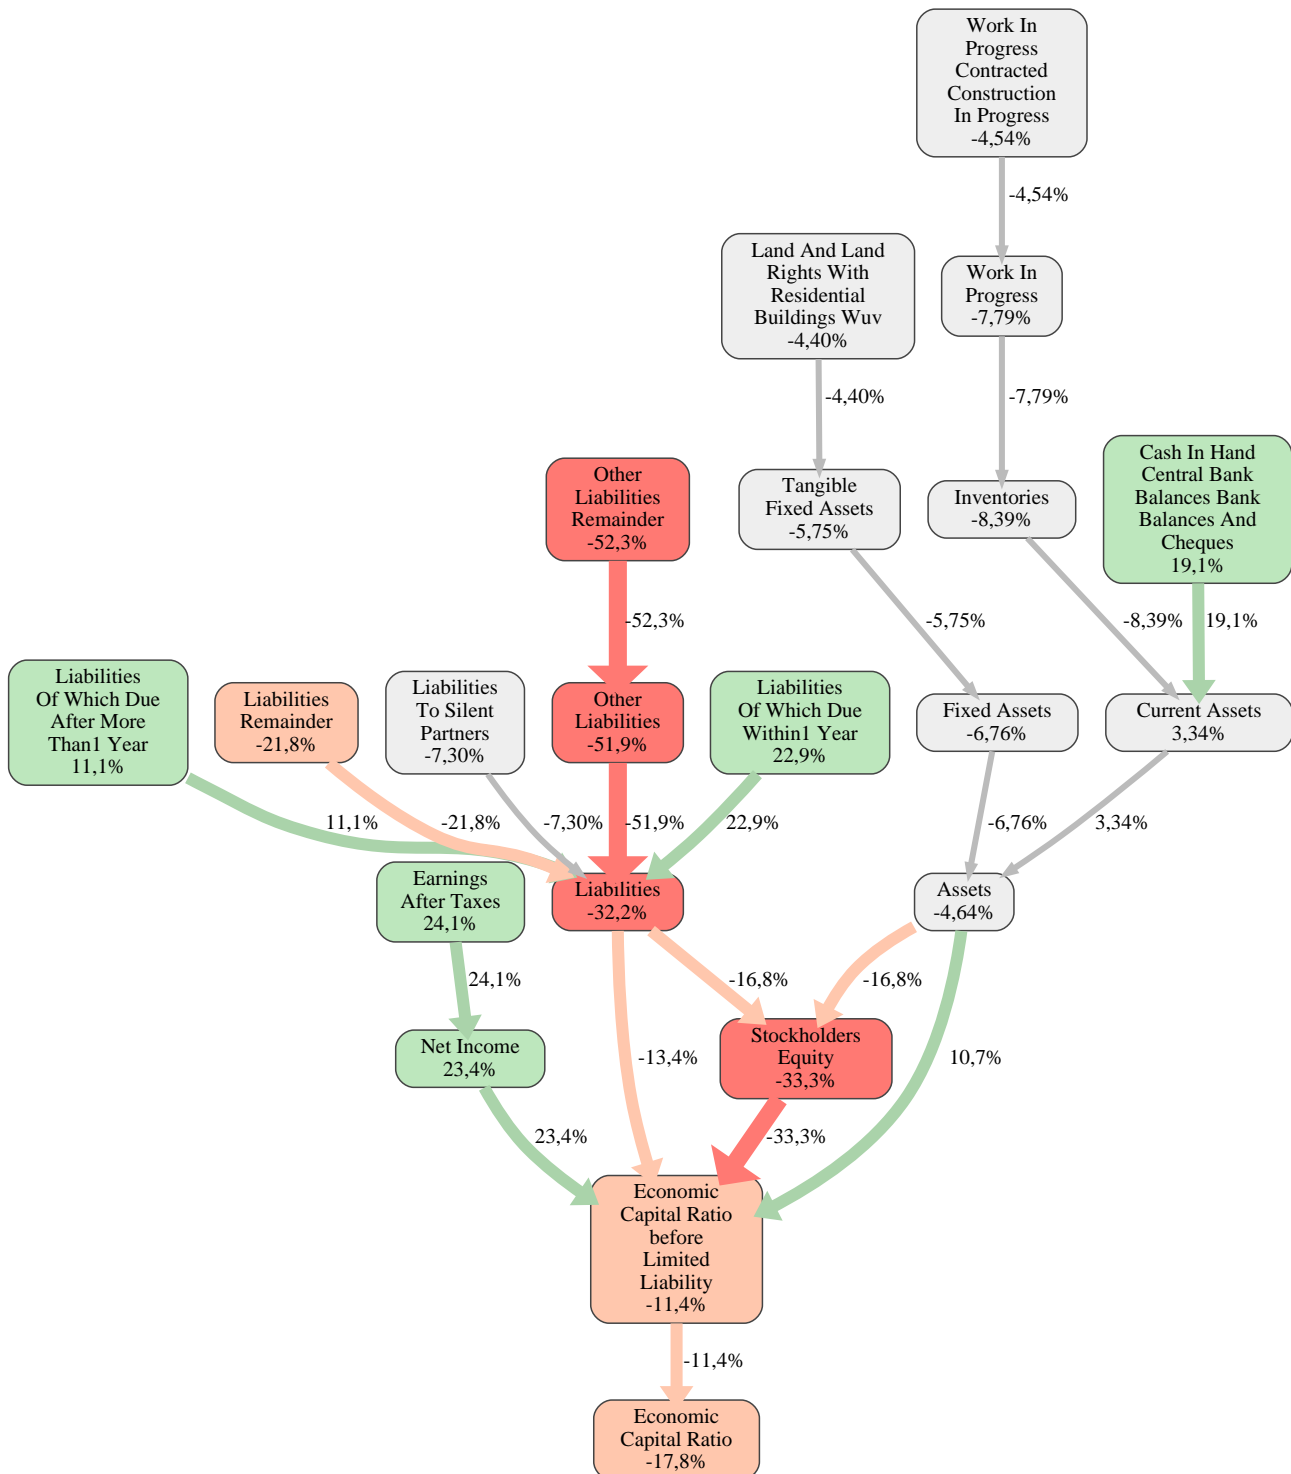 Work In
Progress
Contracted
Construction
In Progress
-4,54%
-4,54%
Land And Land
Rights With
Residential
Buildings Wuv
-4,40%
Work In
Progress
-7,79%
-4,40%
-7,79%
Other
Liabilities
Remainder
-52,3%
Tangible
Fixed Assets
-5,75%
Inventories
-8,39%
Cash In Hand
Central Bank
Balances Bank
Balances And
Cheques
19,1%
-52,3%
-5,75%
-8,39%
19,1%
Liabilities
Of Which Due
After More
Than1 Year
11,1%
Liabilities
Remainder
-21,8%
Liabilities
To Silent
Partners
-7,30%
Other
Liabilities
-51,9%
Liabilities
Of Which Due
Within1 Year
22,9%
Fixed Assets
-6,76%
Current Assets
3,34%
11,1%
-21,8%
-7,30%
-51,9%
22,9%
-6,76%
3,34%
Earnings
After Taxes
24,1%
Liabilities
-32,2%
Assets
-4,64%
24,1%
-16,8%
-16,8%
Net Income
23,4%
-13,4%
Stockholders
Equity
-33,3%
10,7%
23,4%
-33,3%
Economic
Capital Ratio
before
Limited
Liability
-11,4%
-11,4%
Economic
Capital Ratio
-17,8%